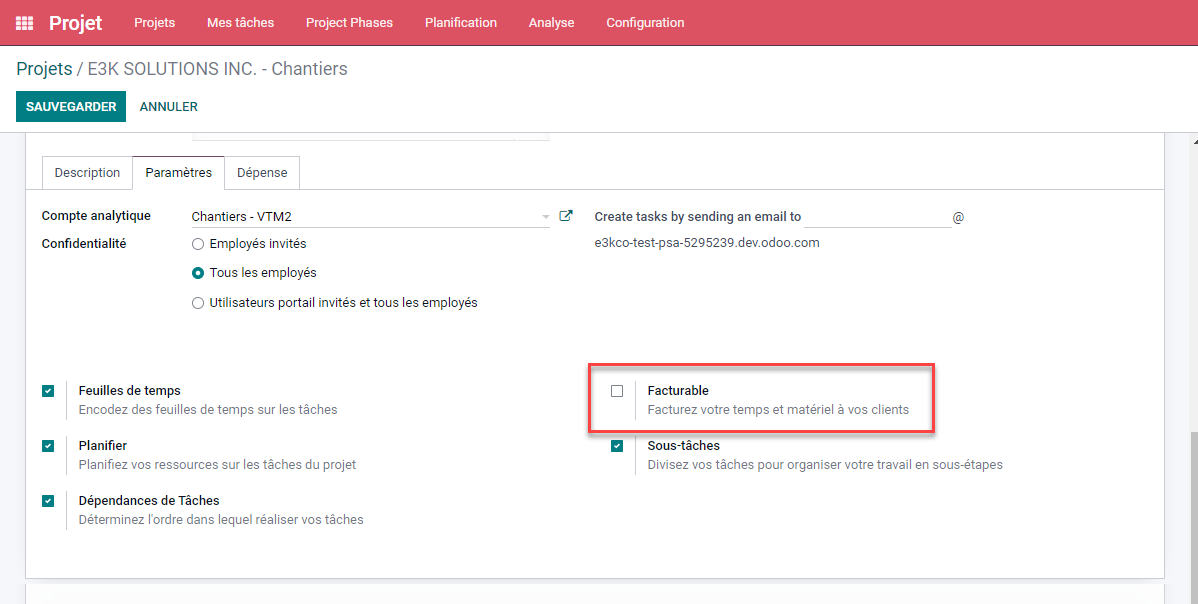 Projet Projets Mes tâches Project Phases Planification Analyse Configuration
Projets / E3K SOLUTIONS INC. - Chantiers
SAUVEGARDER ANNULER
Description Paramètres Dépense
Compte analytique Chantiers - VTM2 Create tasks by sending an email to @
Confidentialité Employés invités e3kco-test-psa-5295239.dev.odoo.com
Tous les employés
Utilisateurs portail invités et tous les employés
Feuilles de temps Facturable
Encodez des feuilles de temps sur les tâches Facturez votre temps et matériel à vos clients
Planifier Sous-tâches
Planifiez vos ressources sur les tâches du projet Divisez vos tâches pour organiser votre travail en sous-étapes
Dépendances de Tâches
Déterminez l'ordre dans lequel réaliser vos tâches